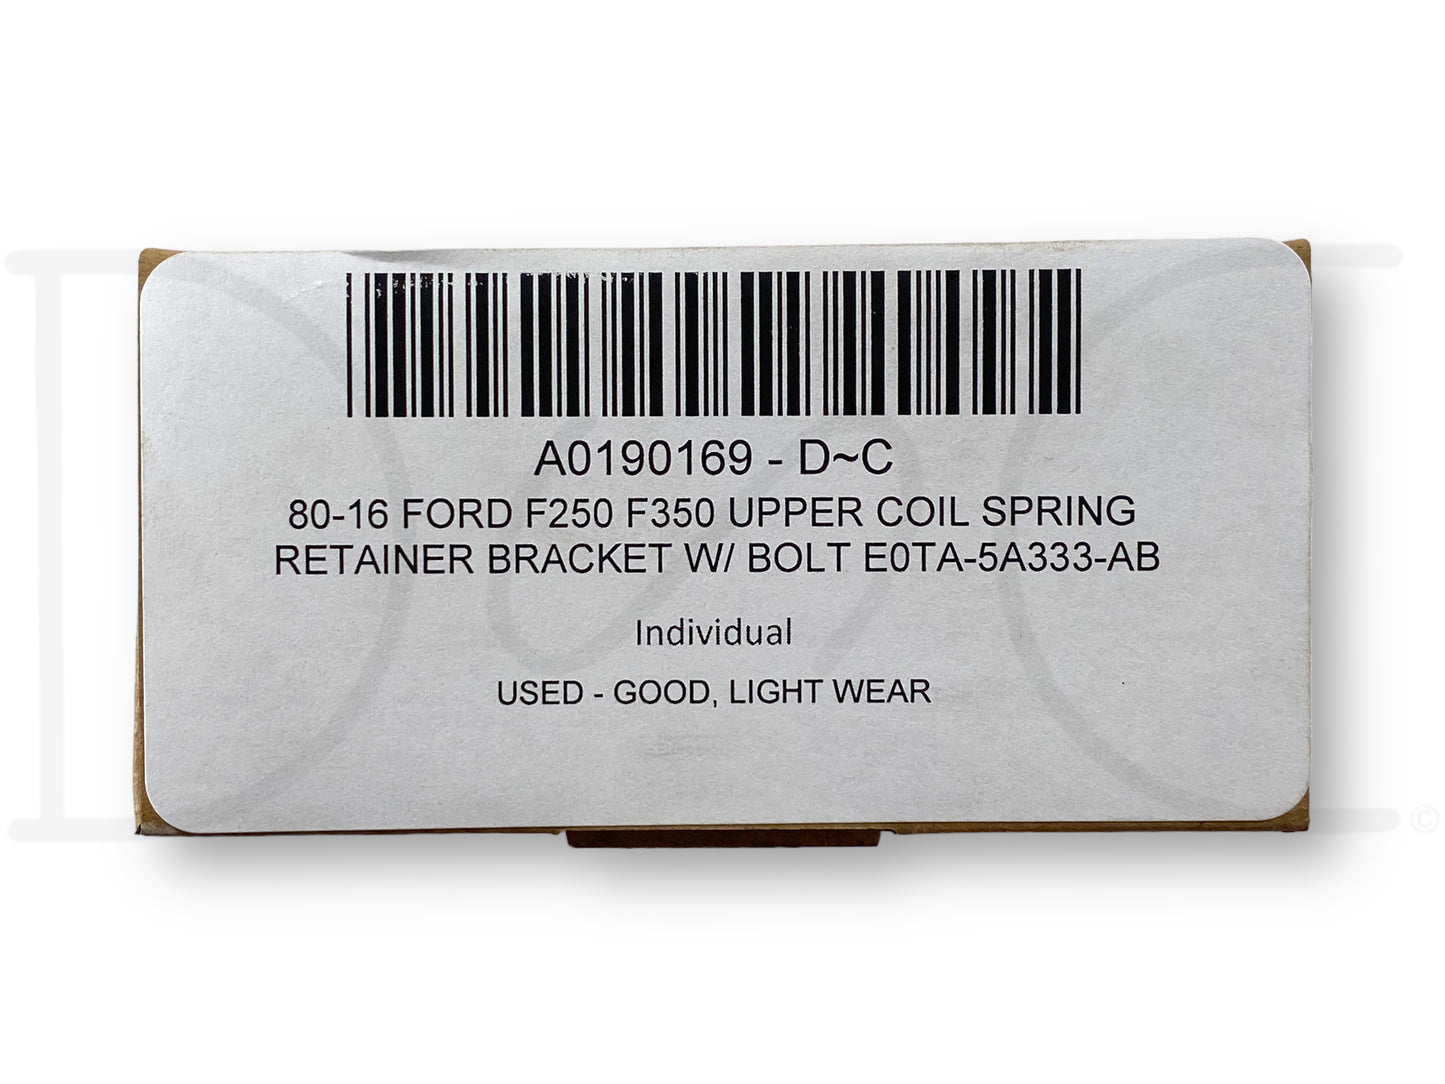 A0190169 - D~C
80-16 FORD F250 F350 UPPER COIL SPRING
RETAINER BRACKET W/ BOLT E0TA-5A333-AB
Individual
USED - GOOD, LIGHT WEAR
©